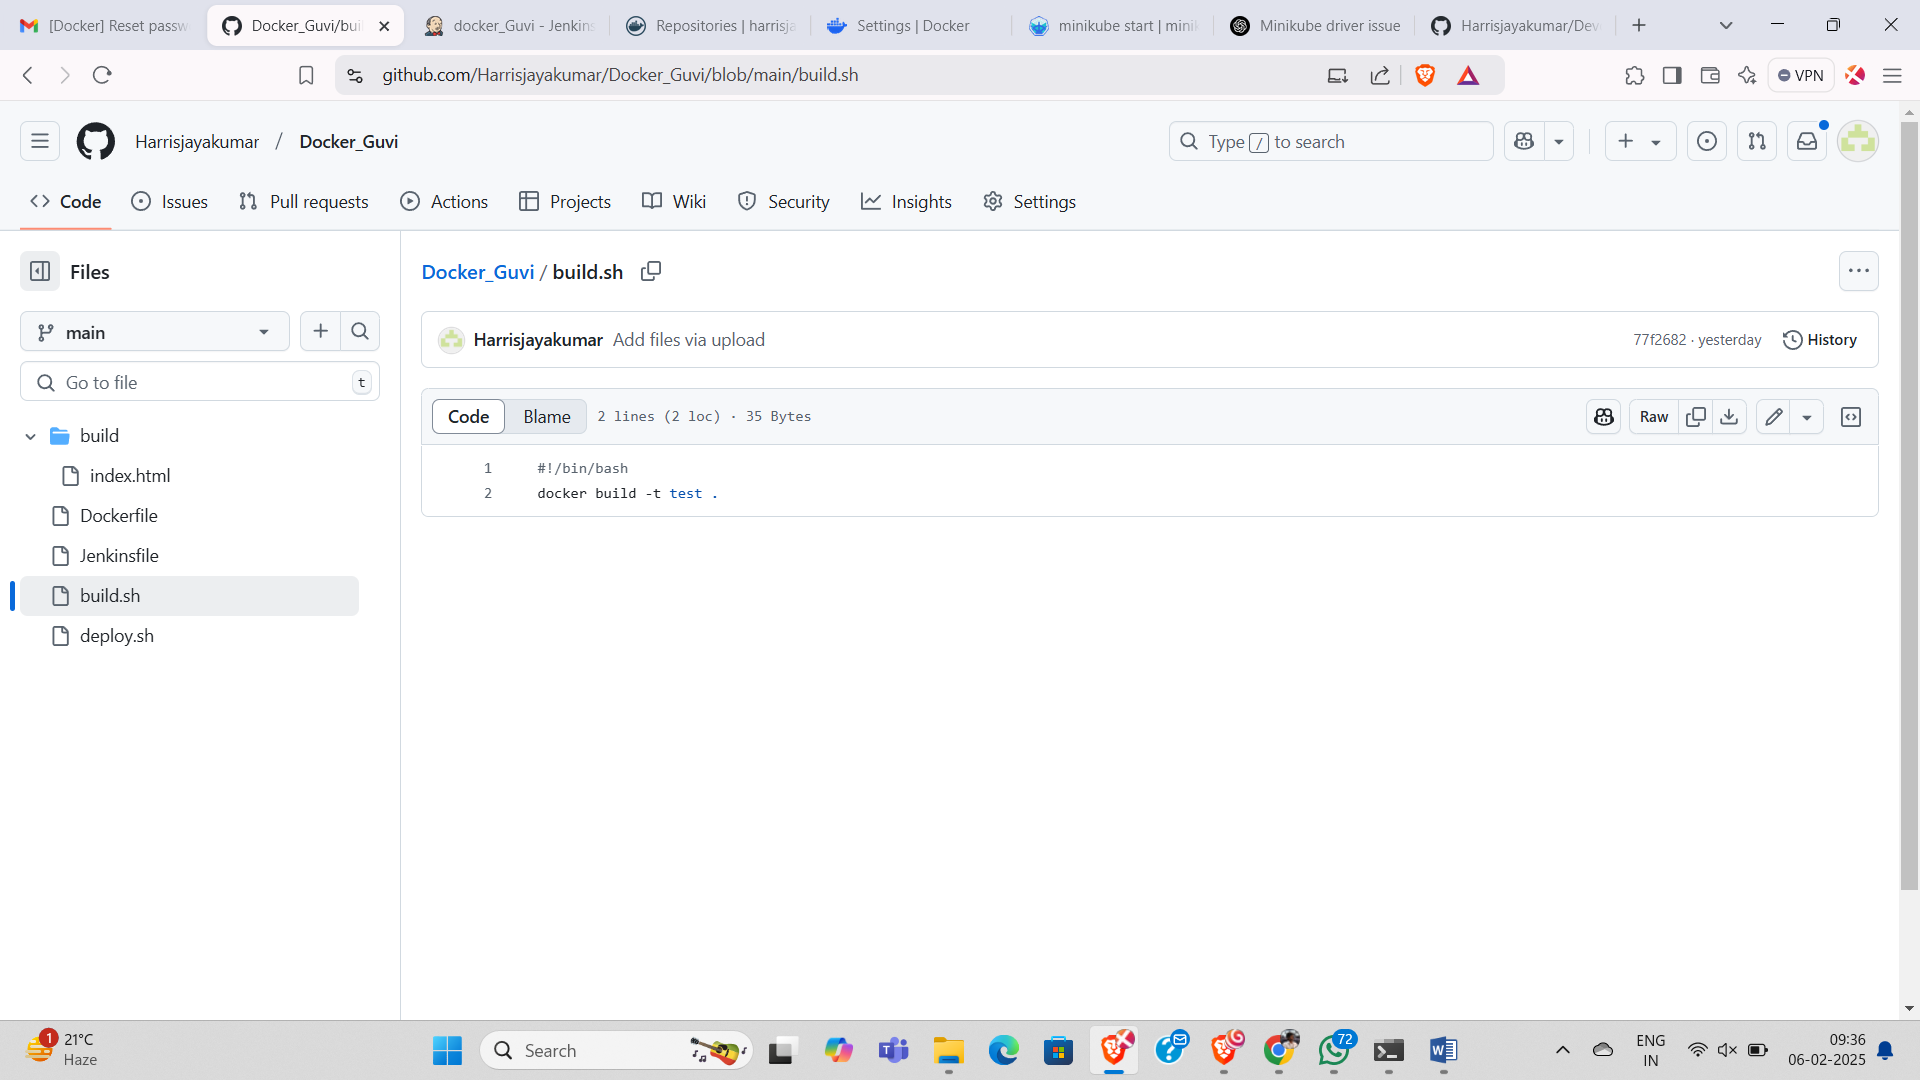 [Docker] Reset passw
Docker_Guvi/bui
docker_Guvi - Jenkins
Repositories | harrisja
Settings | Docker
minikube start | mini
Minikube driver issue
Harrisjayakumar/Dev
github.com/Harrisjayakumar/Docker_Guvi/blob/main/build.sh
VPN
Harrisjayakumar / Docker_Guvi
Type / to search
Code
Issues
Pull requests
Actions
Projects
Wiki
Security
Insights
Settings
Files
Docker_Guvi / build.sh
main
Harrisjayakumar Add files via upload
77f2682 · yesterday
History
Go to file
t
Code
Blame
2 lines (2 loc) · 35 Bytes
Raw
build
index.html
Dockerfile
Jenkinsfile
build.sh
deploy.sh
1 #!/bin/bash
2 docker build -t test .
1
21°C
Haze
Search
72
ENG
IN
09:36
06-02-2025